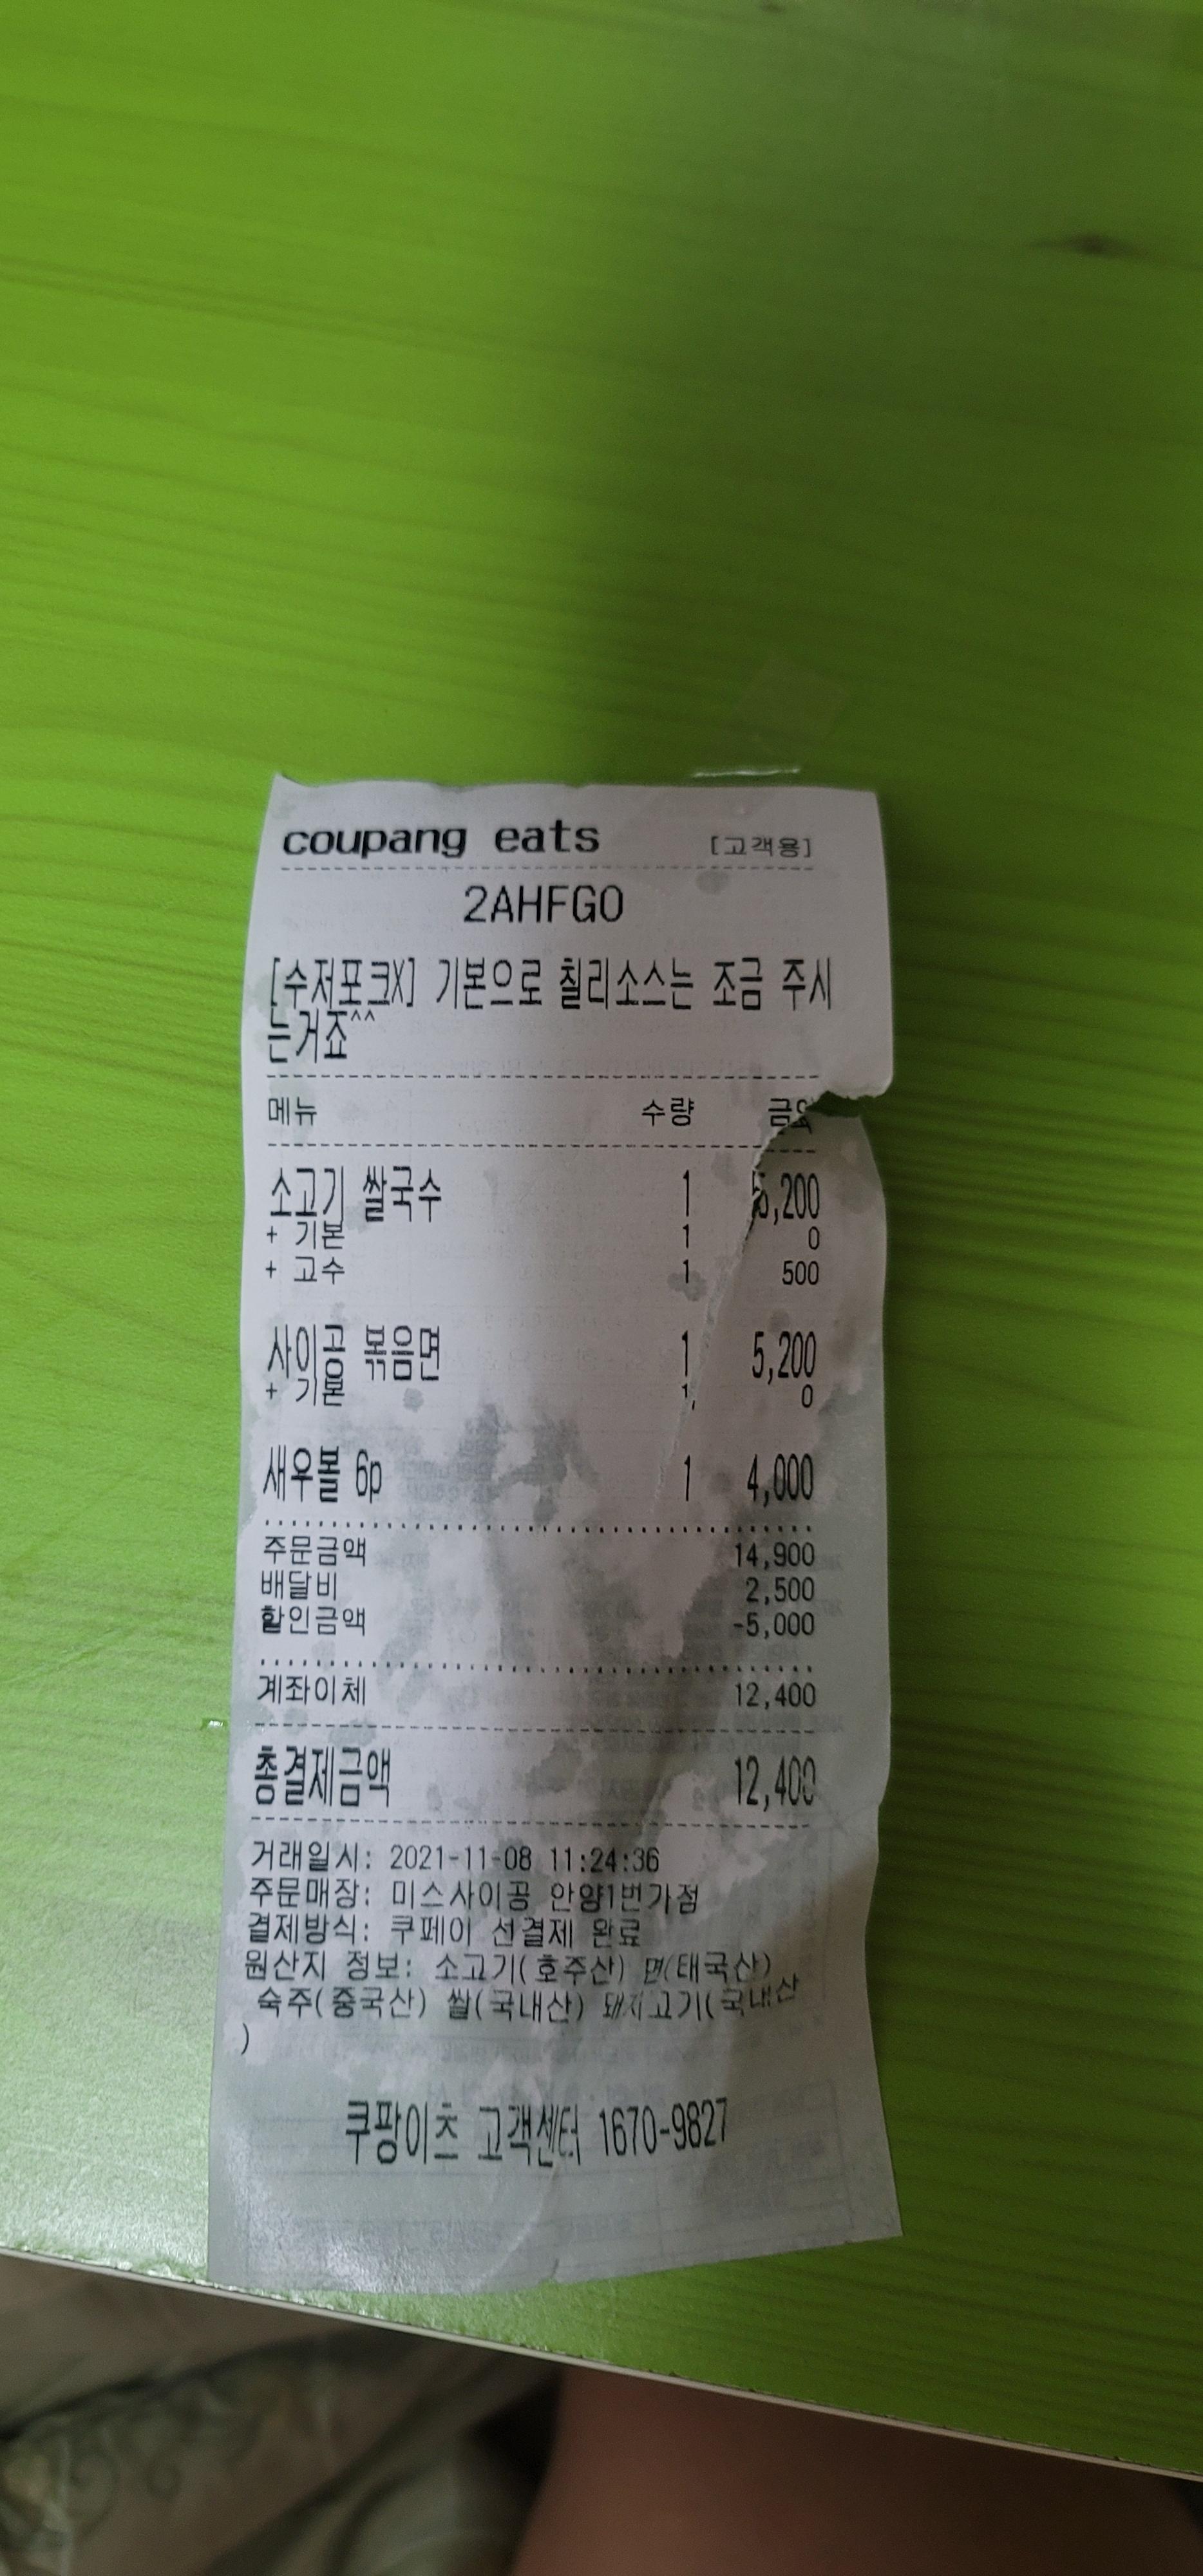 coupang eats [고객용]
2AHFGO
[수저포크X] 기본으로 칠리소스는 조금 주시
는거죠^^
메뉴 수량 금액
소고기 쌀국수 1 5,200
+ 기본 1 0
+ 고수 1 500
사이공 볶음면 1 5,200
+ 기본 1 0
새우볼 6p 1 4,000
주문금액 14,900
배달비 2,500
할인금액 -5,000
계좌이체 12,400
총결제금액 12,400
거래일시: 2021-11-08 11:24:36
주문매장: 미스사이공 안양1번가점
결제방식: 쿠페이 선결제 완료
원산지 정보: 소고기(호주산) 면(태국산)
숙주(중국산) 쌀(국내산) 돼지고기(국내산
)
쿠팡이츠 고객센터 1670-9827